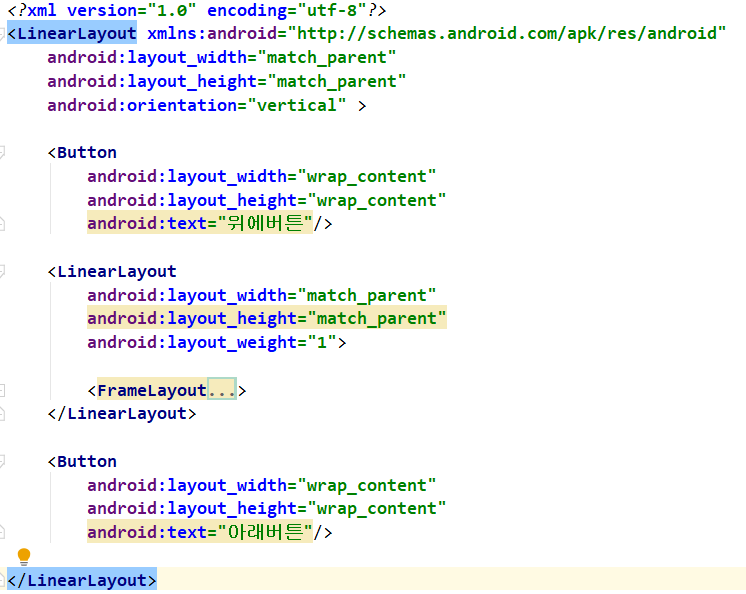 <?xml version="1.0" encoding="utf-8"?>
<LinearLayout xmlns:android="http://schemas.android.com/apk/res/android"
    android:layout_width="match_parent"
    android:layout_height="match_parent"
    android:orientation="vertical" >

    <Button
        android:layout_width="wrap_content"
        android:layout_height="wrap_content"
        android:text="위에버튼"/>

    <LinearLayout
        android:layout_width="match_parent"
        android:layout_height="match_parent"
        android:layout_weight="1">

        <FrameLayout...>
    </LinearLayout>

    <Button
        android:layout_width="wrap_content"
        android:layout_height="wrap_content"
        android:text="아래버튼"/>

</LinearLayout>